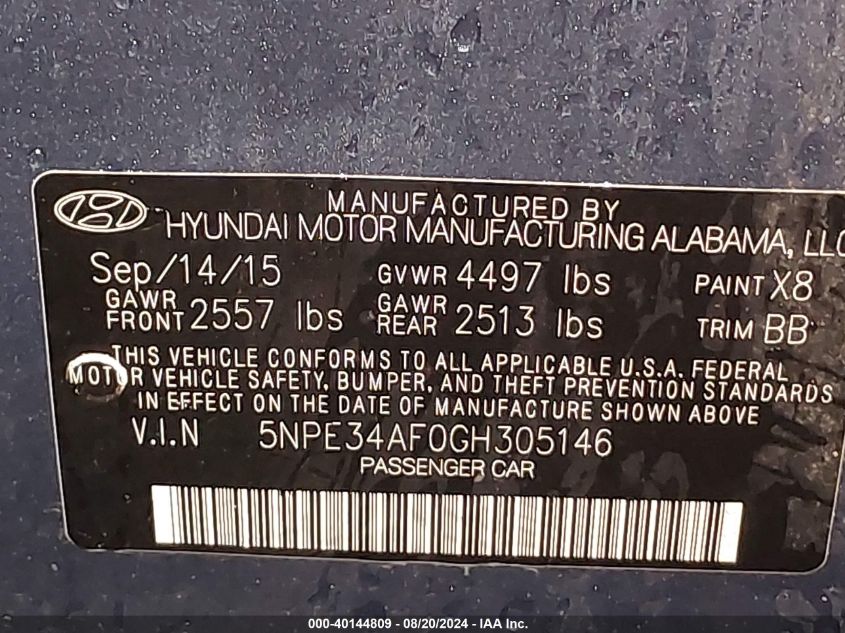 MANUFACTURED BY
HYUNDAI MOTOR MANUFACTURING ALABAMA, LLC
Sep/14/15 GVWR 4497 lbs PAINT X8
GAWR FRONT 2557 lbs GAWR REAR 2513 lbs TRIM BB
THIS VEHICLE CONFORMS TO ALL APPLICABLE U.S.A. FEDERAL
MOTOR VEHICLE SAFETY, BUMPER, AND THEFT PREVENTION STANDARDS
IN EFFECT ON THE DATE OF MANUFACTURE SHOWN ABOVE
V.I.N 5NPE34AF0GH305146
PASSENGER CAR
000-40144809 - 08/20/2024 - IAA Inc.